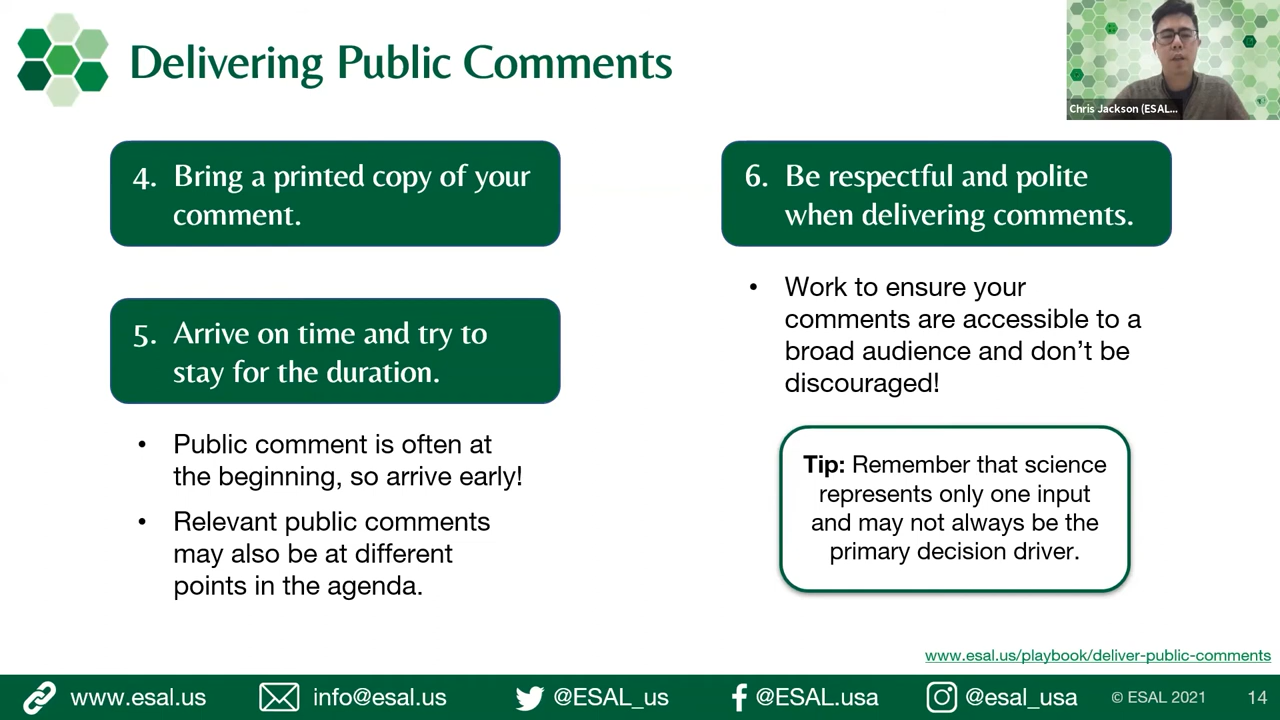 Delivering Public Comments
Chris Jackson (ESAL...
4. Bring a printed copy of your
comment.
5. Arrive on time and try to
stay for the duration.
• Public comment is often at
the beginning, so arrive early!
• Relevant public comments
may also be at different
points in the agenda.
6. Be respectful and polite
when delivering comments.
• Work to ensure your
comments are accessible to a
broad audience and don’t be
discouraged!
Tip: Remember that science
represents only one input
and may not always be the
primary decision driver.
www.esal.us/playbook/deliver-public-comments
www.esal.us info@esal.us @ESAL_us @ESAL.usa @esal_usa © ESAL 2021 14